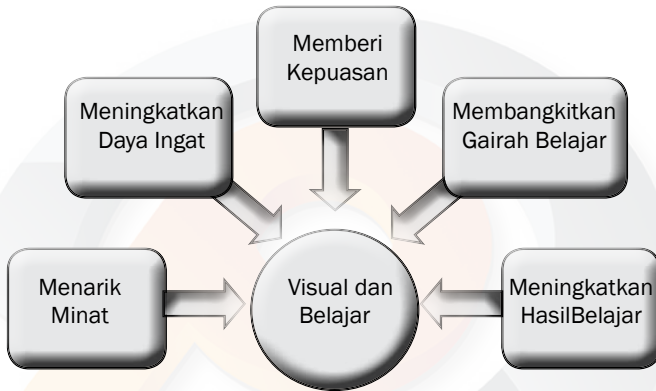 Memberi
Kepuasan
Meningkatkan
Daya Ingat
Membangkitkan
Gairah Belajar
Menarik
Minat
Visual dan
Belajar
Meningkatkan
HasilBelajar